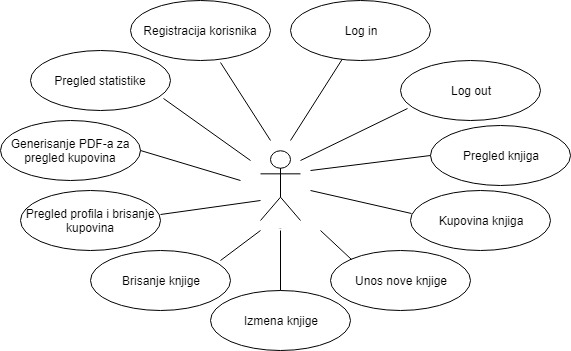 Registracija korisnika
Log in
Pregled statistike
Log out
Generisanje PDF-a za
pregled kupovina
Pregled knjiga
Pregled profila i brisanje
kupovina
Kupovina knjiga
Brisanje knjige
Unos nove knjige
Izmena knjige